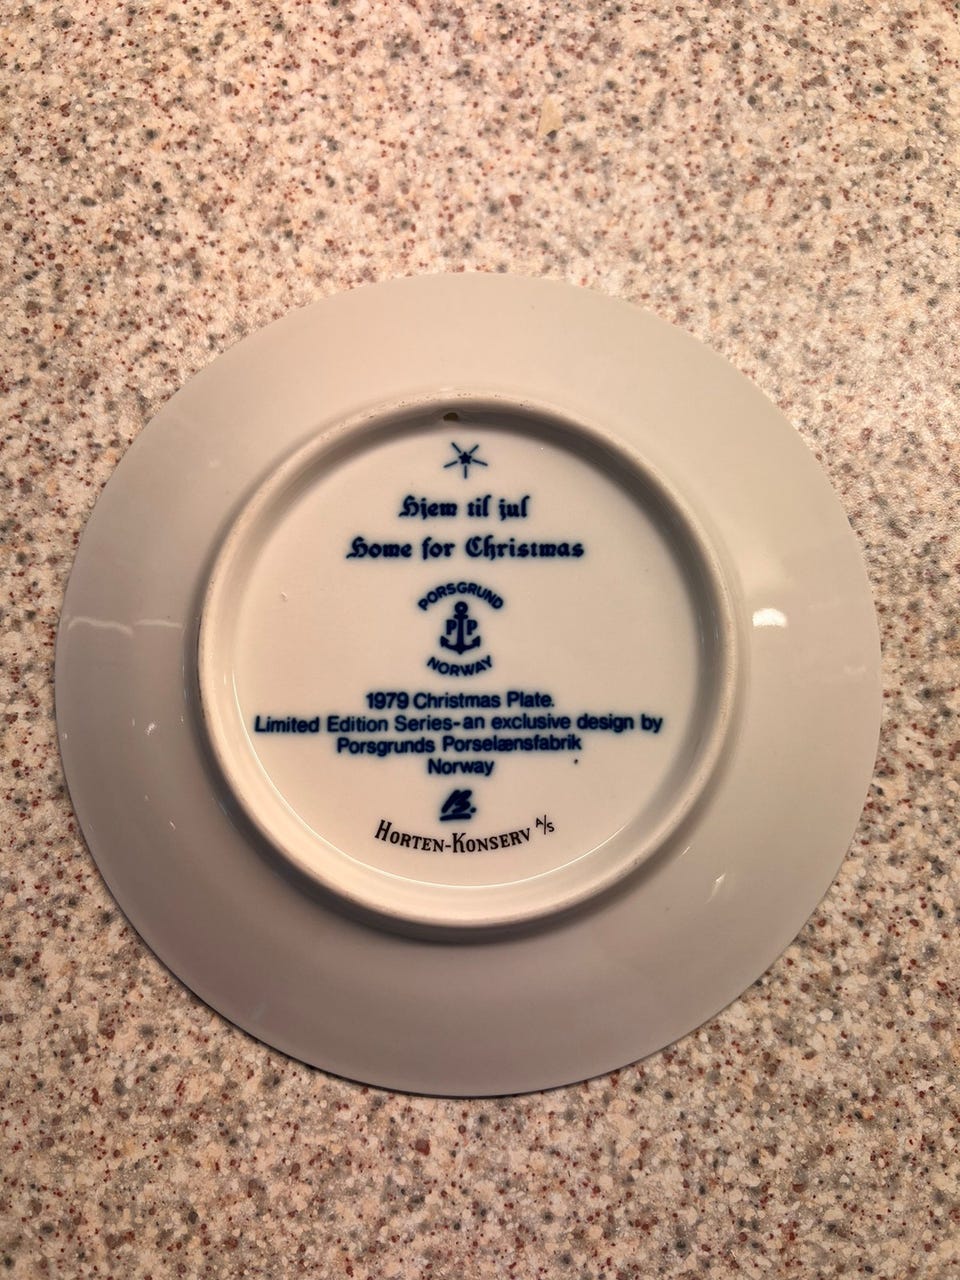 Hjem til jul
Home for Christmas
PORSGRUND
P P
NORWAY
1979 Christmas Plate.
Limited Edition Series-an exclusive design by
Porsgrunds Porselænsfabrik
Norway
HORTEN-KONSERV A/S